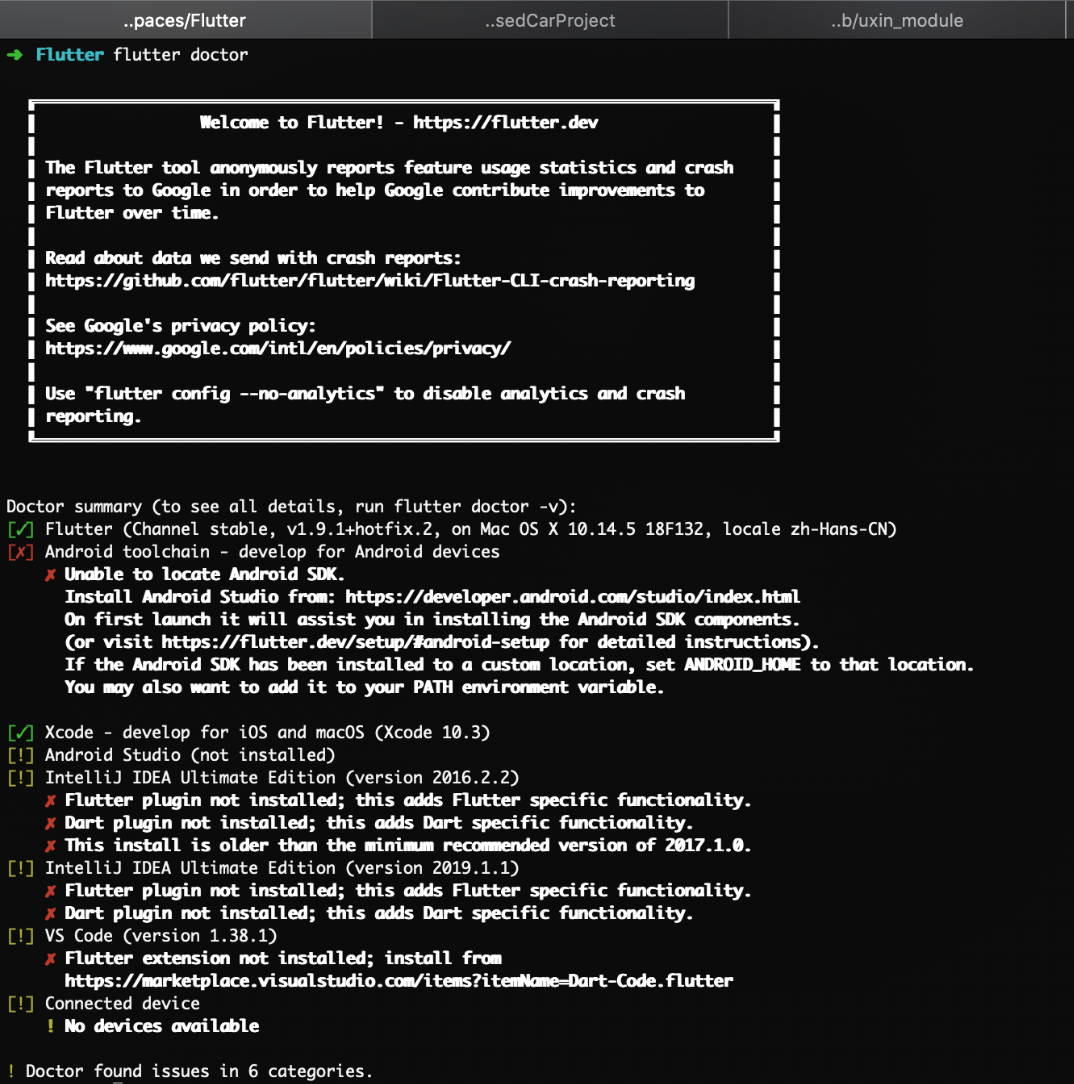 ..paces/Flutter ..sedCarProject ..b/uxin_module
➜ Flutter flutter doctor
Welcome to Flutter! - https://flutter.dev
The Flutter tool anonymously reports feature usage statistics and crash
reports to Google in order to help Google contribute improvements to
Flutter over time.
Read about data we send with crash reports:
https://github.com/flutter/flutter/wiki/Flutter-CLI-crash-reporting
See Google's privacy policy:
https://www.google.com/intl/en/policies/privacy/
Use "flutter config --no-analytics" to disable analytics and crash
reporting.
Doctor summary (to see all details, run flutter doctor -v):
[✓] Flutter (Channel stable, v1.9.1+hotfix.2, on Mac OS X 10.14.5 18F132, locale zh-Hans-CN)
[✗] Android toolchain - develop for Android devices
✗ Unable to locate Android SDK.
Install Android Studio from: https://developer.android.com/studio/index.html
On first launch it will assist you in installing the Android SDK components.
(or visit https://flutter.dev/setup/#android-setup for detailed instructions).
If the Android SDK has been installed to a custom location, set ANDROID_HOME to that location.
You may also want to add it to your PATH environment variable.
[✓] Xcode - develop for iOS and macOS (Xcode 10.3)
[!] Android Studio (not installed)
[!] IntelliJ IDEA Ultimate Edition (version 2016.2.2)
✗ Flutter plugin not installed; this adds Flutter specific functionality.
✗ Dart plugin not installed; this adds Dart specific functionality.
✗ This install is older than the minimum recommended version of 2017.1.0.
[!] IntelliJ IDEA Ultimate Edition (version 2019.1.1)
✗ Flutter plugin not installed; this adds Flutter specific functionality.
✗ Dart plugin not installed; this adds Dart specific functionality.
[!] VS Code (version 1.38.1)
✗ Flutter extension not installed; install from
https://marketplace.visualstudio.com/items?itemName=Dart-Code.flutter
[!] Connected device
! No devices available
! Doctor found issues in 6 categories.